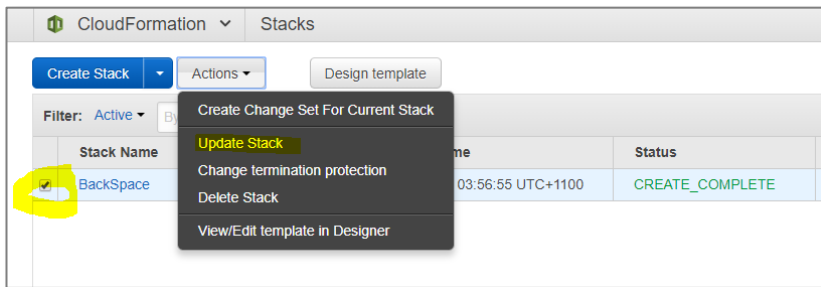 CloudFormation Stacks
Create Stack Actions Design template
Filter: Active By
Create Change Set For Current Stack
Update Stack
Change termination protection
Delete Stack
View/Edit template in Designer
Stack Name me Status
BackSpace 03:56:55 UTC+1100 CREATE_COMPLETE